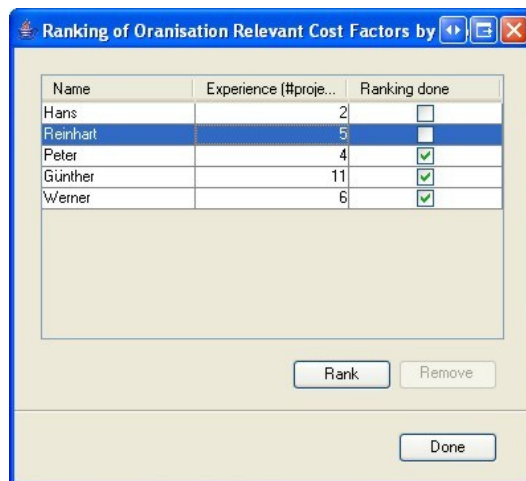 Ranking of Oranisation Relevant Cost Factors by
Name Experience (#proje... Ranking done
Hans 2
Reinhart 5
Peter 4
Günther 11
Werner 6
Rank Remove
Done